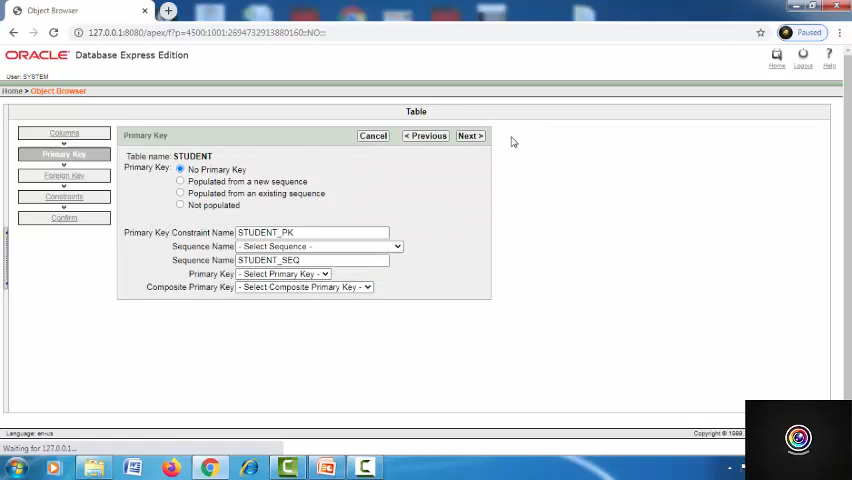 Object Browser
127.0.0.1:8080/apex/f?p=4500:1001:2694732913880160::NO:::
Paused
ORACLE Database Express Edition
Home Logout Help
User: SYSTEM
Home > Object Browser
Table
Columns
Primary Key
Foreign Key
Constraints
Confirm
Primary Key
Cancel
< Previous
Next >
Table name: STUDENT
Primary Key:
No Primary Key
Populated from a new sequence
Populated from an existing sequence
Not populated
Primary Key Constraint Name STUDENT_PK
Sequence Name - Select Sequence -
Sequence Name STUDENT_SEQ
Primary Key - Select Primary Key -
Composite Primary Key - Select Composite Primary Key -
Language: en-us
Copyright © 1999,
Waiting for 127.0.0.1...